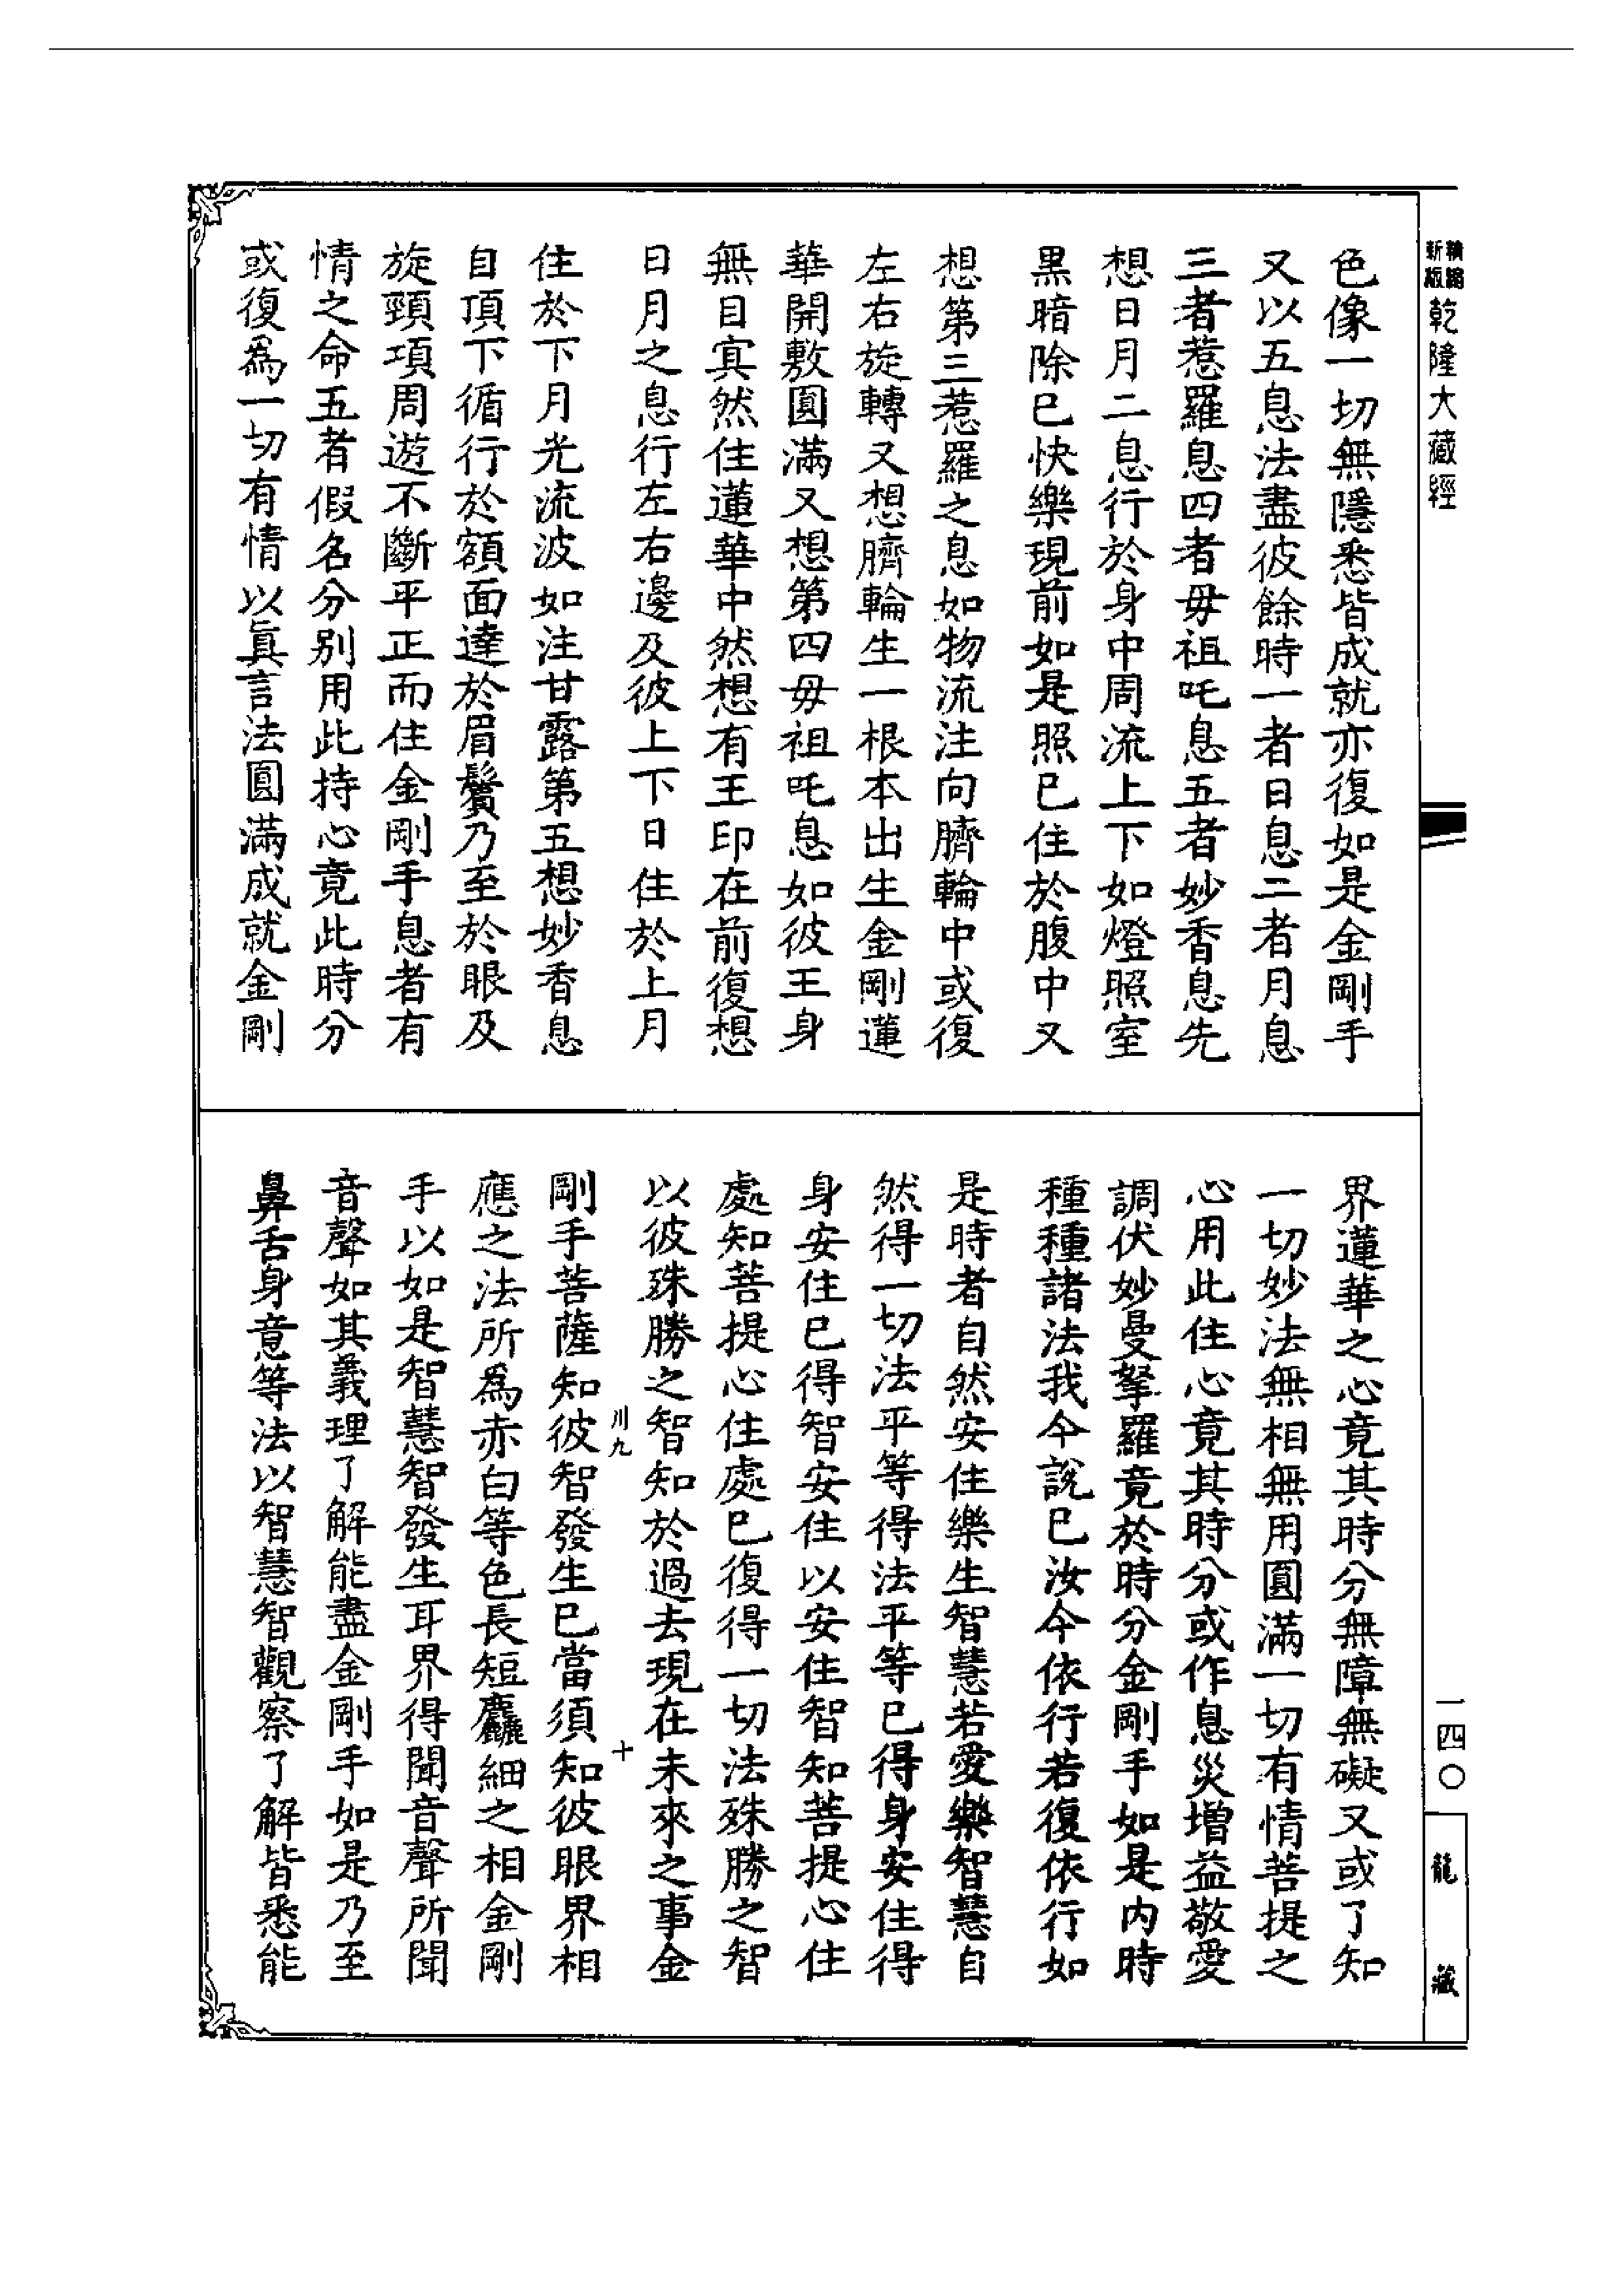 新版精縮
乾隆大藏經
色像一切無隱悉皆成就亦復如是金剛手
又以五息法盡彼餘時一者日息二者月息
三者惹羅息四者毋祖吒息五者妙香息先
想日月二息行於身中周流上下如燈照室
黑暗除已快樂現前如是照已住於腹中又
想第三惹羅之息如物流注向臍輪中或復
左右旋轉又想臍輪生一根本出生金剛蓮
華開敷圓滿又想第四毋祖吒息如彼王身
無目寘然住蓮華中然想有王印在前復想
日月之息行左右邊及彼上下日住於上月
住於下月光流波如注甘露第五想妙香息
自頂下循行於額面達於眉鬢乃至於眼及
旋頸項周遊不斷平正而住金剛手息者有
情之命五者假名分别用此持心竟此時分
或復爲一切有情以真言法圓滿成就金剛
界蓮華之心竟其時分無障無礙又或了知
一切妙法無相無用圓滿一切有情菩提之
心用此住心竟其時分或作息災增益敬愛
調伏妙曼拏羅竟於時分金剛手如是内時
種種諸法我今説已汝今依行若復依行如
是時者自然安住樂生智慧若愛樂智慧自
然得一切法平等得法平等已得身安住得
身安住已得智安住以安住智知菩提心住
處知菩提心住處已復得一切法殊勝之智
以彼殊勝之智知於過去現在未來之事金
川九
十
剛手菩薩知彼智發生已當須知彼眼界相
應之法所爲赤白等色長短麤細之相金剛
手以如是智慧智發生耳界得聞音聲所聞
音聲如其義理了解能盡金剛手如是乃至
鼻舌身意等法以智慧智觀察了解皆悉能
一四〇
龍
藏